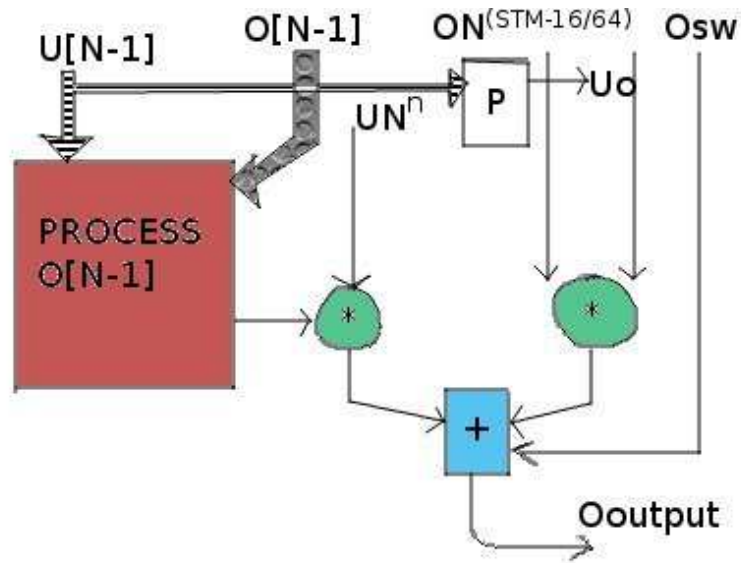 U[N-1]
O[N-1]
ON(STM-16/64)
Osw
UNⁿ
P
Uo
PROCESS
O[N-1]
*
*
+
Ooutput